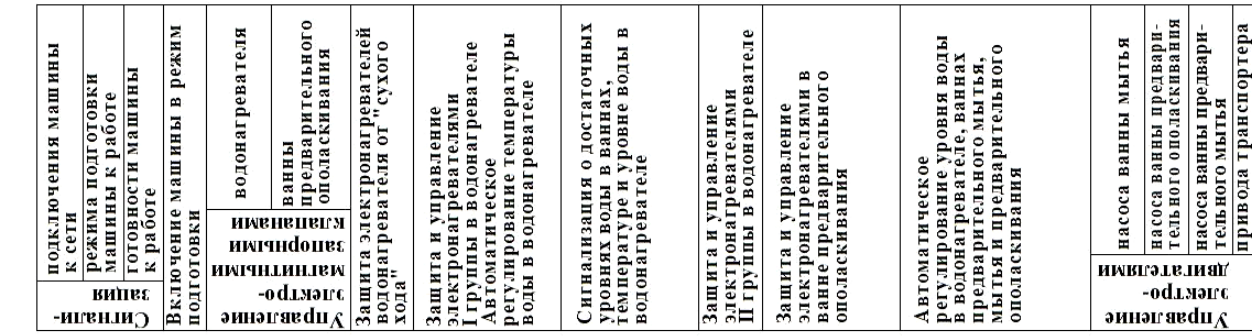 Сигнали-
зация
подключения машины
к сети
режима подготовки
машины к работе
готовности машины
к работе
Включение машины в режим
подготовки
Управление
электро-
магнитными
запорными
клапанами
водонагревателя
ванны
предварительного
ополаскивания
Защита электронагревателей
водонагревателя от "сухого
хода"
Защита и управление
электронагревателями
I группы в водонагревателе
Автоматическое
регулирование температуры
воды в водонагревателе
Сигнализация о достаточных
уровнях воды в ваннах,
температуре и уровне воды в
водонагревателе
Защита и управление
электронагревателями
II группы в водонагревателе
Защита и управление
электронагревателями в
ванне предварительного
ополаскивания
Автоматическое
регулирование уровня воды
в водонагревателе, ваннах
предварительного мытья,
мытья и предварительного
ополаскивания
Управление
электро-
двигателями
насоса ванны мытья
насоса ванны предвари-
тельного ополаскивания
насоса ванны предвари-
тельного мытья
привода транспортера